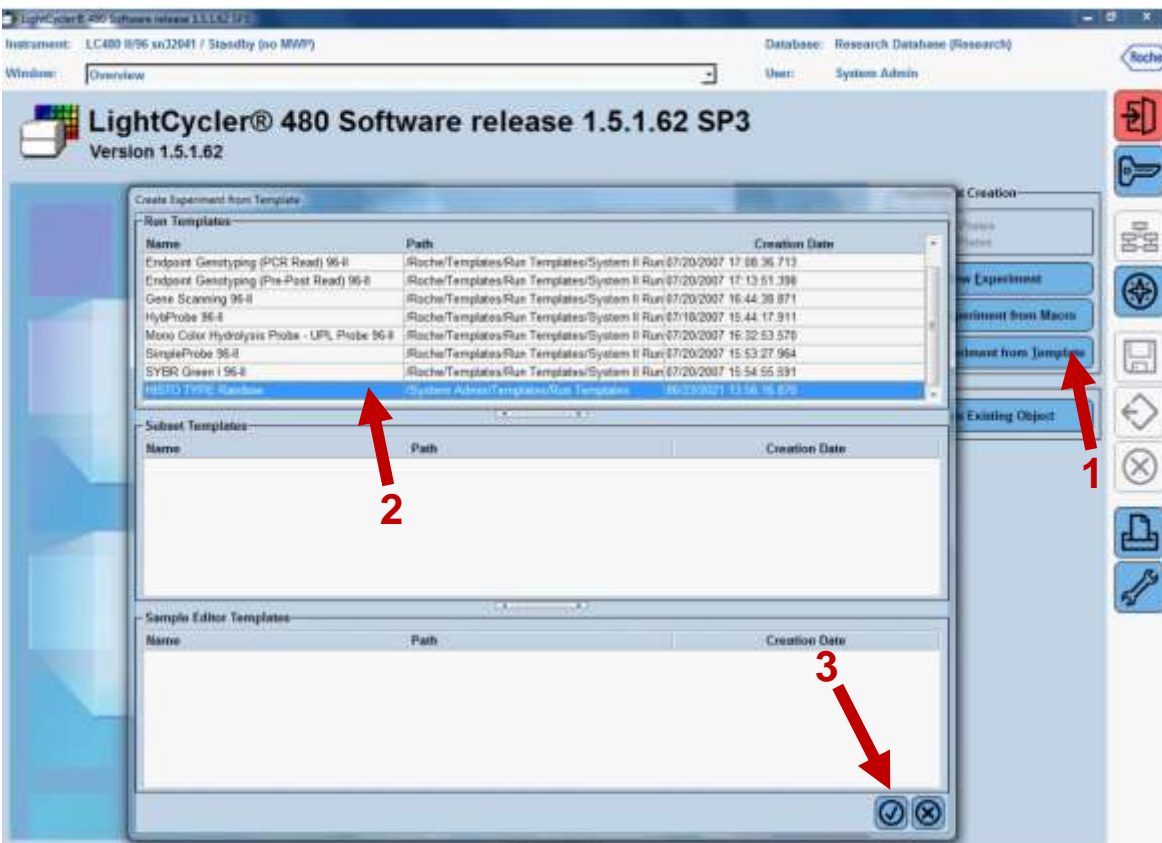 LightCycler® 480 Software release 1.5.1.62 SP3
Instrument: LC480 II/96 sn32041 / Standby (no MWP)
Database: Research Database (Research)
Window: Overview
User: System Admin
Roche
LightCycler® 480 Software release 1.5.1.62 SP3
Version 1.5.1.62
Create Experiment from Template
Creation
Run Templates
Name Path Creation Date
Endpoint Genotyping (PCR Read) 96-II /Roche/Templates/Run Templates/System II Run 07/20/2007 17:08:36.713
Endpoint Genotyping (Pre-Post Read) 96-II /Roche/Templates/Run Templates/System II Run 07/20/2007 17:13:51.398
Gene Scanning 96-II /Roche/Templates/Run Templates/System II Run 07/20/2007 16:44:38.871
HybProbe 96-II /Roche/Templates/Run Templates/System II Run 07/18/2007 15:44:17.911
Mono Color Hydrolysis Probe - UPL Probe 96-II /Roche/Templates/Run Templates/System II Run 07/20/2007 16:32:53.570
SimpleProbe 96-II /Roche/Templates/Run Templates/System II Run 07/20/2007 15:53:27.964
SYBR Green I 96-II /Roche/Templates/Run Templates/System II Run 07/20/2007 15:54:55.591
HISTO TYPE Rainbow /System Admin/Templates/Run Templates
Experiment
from Macro
from Template
Existing Object
1
2
Subset Templates
Name Path Creation Date
Sample Editor Templates
Name Path Creation Date
3